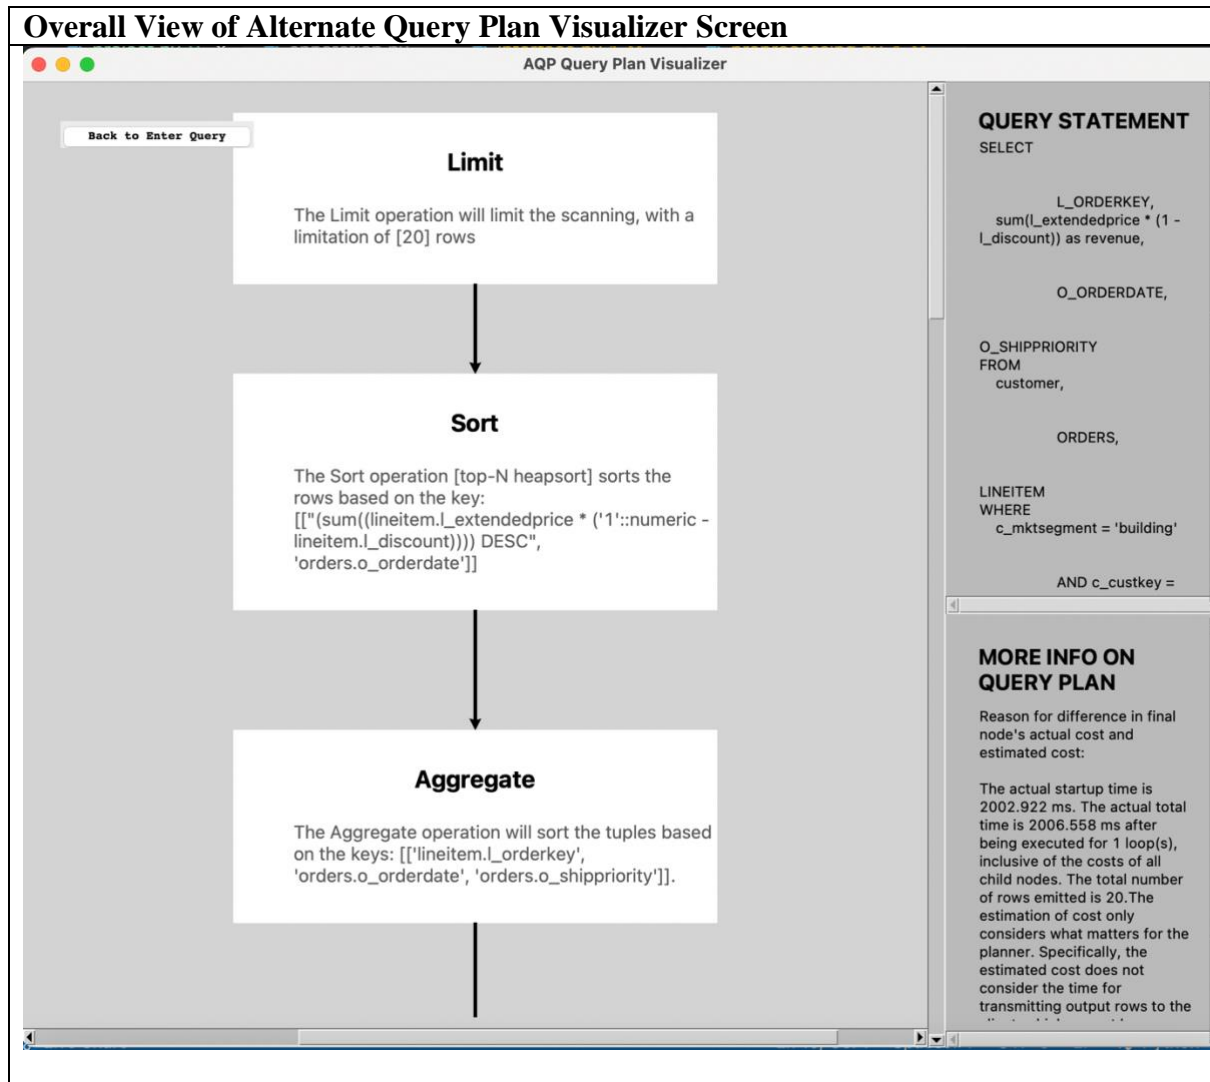 Overall View of Alternate Query Plan Visualizer Screen
AQP Query Plan Visualizer
Back to Enter Query
Limit
The Limit operation will limit the scanning, with a
limitation of [20] rows
Sort
The Sort operation [top-N heapsort] sorts the
rows based on the key:
[["(sum((lineitem.l_extendedprice * ('1'::numeric -
lineitem.l_discount)))) DESC",
'orders.o_orderdate']]
Aggregate
The Aggregate operation will sort the tuples based
on the keys: [['lineitem.l_orderkey',
'orders.o_orderdate', 'orders.o_shippriority']].
QUERY STATEMENT
SELECT
L_ORDERKEY,
sum(l_extendedprice * (1 -
l_discount)) as revenue,
O_ORDERDATE,
O_SHIPPRIORITY
FROM
customer,
ORDERS,
LINEITEM
WHERE
c_mktsegment = 'building'
AND c_custkey =
MORE INFO ON
QUERY PLAN
Reason for difference in final
node's actual cost and
estimated cost:
The actual startup time is
2002.922 ms. The actual total
time is 2006.558 ms after
being executed for 1 loop(s),
inclusive of the costs of all
child nodes. The total number
of rows emitted is 20.The
estimation of cost only
considers what matters for the
planner. Specifically, the
estimated cost does not
consider the time for
transmitting output rows to the